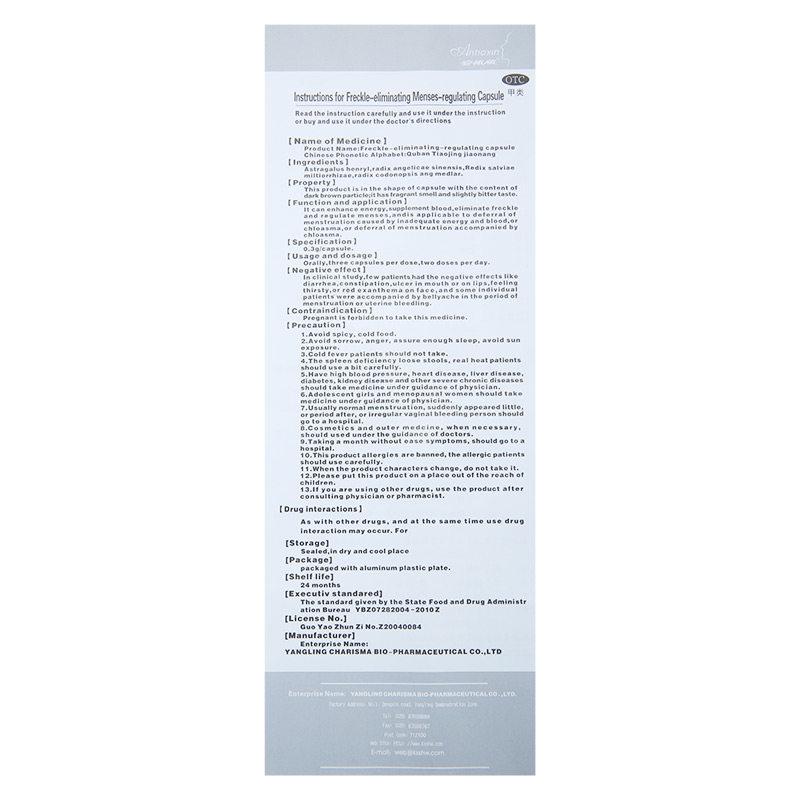 Antiaxin
OTC
甲类
Instructions for Freckle-eliminating Menses-regulating Capsule
Read the instruction carefully and use it under the instruction
or buy and use it under the doctor's directions
[Name of Medicine]
Product Name:Freckle-eliminating-regulating capsule
Chinese Phonetic Alphabet:Quban Tiaojing jiaonang
[Ingredients]
Astragalus henryl,radix angelicae sinensis,Redix salviae
miltiorrhizae,radix codonopsis ang medlar.
[Property]
This product is in the shape of capsule with the content of
dark brown particle;it has fragrant smell and slightly bitter taste.
[Function and application]
It can enhance energy,supplement blood,eliminate freckle
and regulate menses,andis applicable to deferral of
menstruation caused by inadequate energy and blood,or
chloasma,or deferral of menstruation accompanied by
chloasma.
[Specification]
0.3g/capsule.
[Usage and dosage]
Orally,three capsules per dose,two doses per day.
[Negative effect]
In clinical study,few patients had the negative effects like
diarrhea,constipation,ulcer in mouth or on lips,feeling
thirsty,or red exanthema on face,and some individual
patients were accompanied by bellyache in the period of
menstruation or uterine bleedling.
[Contraindication]
Pregnant is forbidden to take this medicine.
[Precaution]
1.Avoid spicy, cold food.
2.Avoid sorrow, anger, assure enough sleep, avoid sun
exposure.
3.Cold fever patients should not take.
4.The spleen deficiency loose stools, real heat patients
should use a bit carefully.
5.Have high blood pressure, heart disease, liver disease,
diabetes, kidney disease and other severe chronic diseases
should take medicine under guidance of physician.
6.Adolescent girls and menopausal women should take
medicine under guidance of physician.
7.Usually normal menstruation, suddenly appeared little,
or period after, or irregular vaginal bleeding person should
go to a hospital.
8.Cosmetics and outer medcine, when necessary,
should used under the guidance of doctors.
9.Taking a month without ease symptoms, should go to a
hospital.
10.This product allergies are banned, the allergic patients
should use carefully.
11.When the product characters change, do not take it.
12.Please put this product on a place out of the reach of
children.
13.If you are using other drugs, use the product after
consulting physician or pharmacist.
[Drug interactions]
As with other drugs, and at the same time use drug
interaction may occur. For
[Storage]
Sealed,in dry and cool place
[Package]
packaged with aluminum plastic plate.
[Shelf life]
24 months
[Executiv standared]
The standard given by the State Food and Drug Administr
ation Bureau YBZ07282004-2010Z
[License No.]
Guo Yao Zhun Zi No.Z20040084
[Manufacturer]
Enterprise Name:
YANGLING CHARISMA BIO-PHARMACEUTICAL CO.,LTD
Enterprise Name: YANGLING CHARISMA BIO-PHARMACEUTICAL CO.,LTD.
Factory Address: No.1, road, Yangling Demonstration Zone
Tel:
Fax:
Post Code: 712100
Web Site:
E-mail: